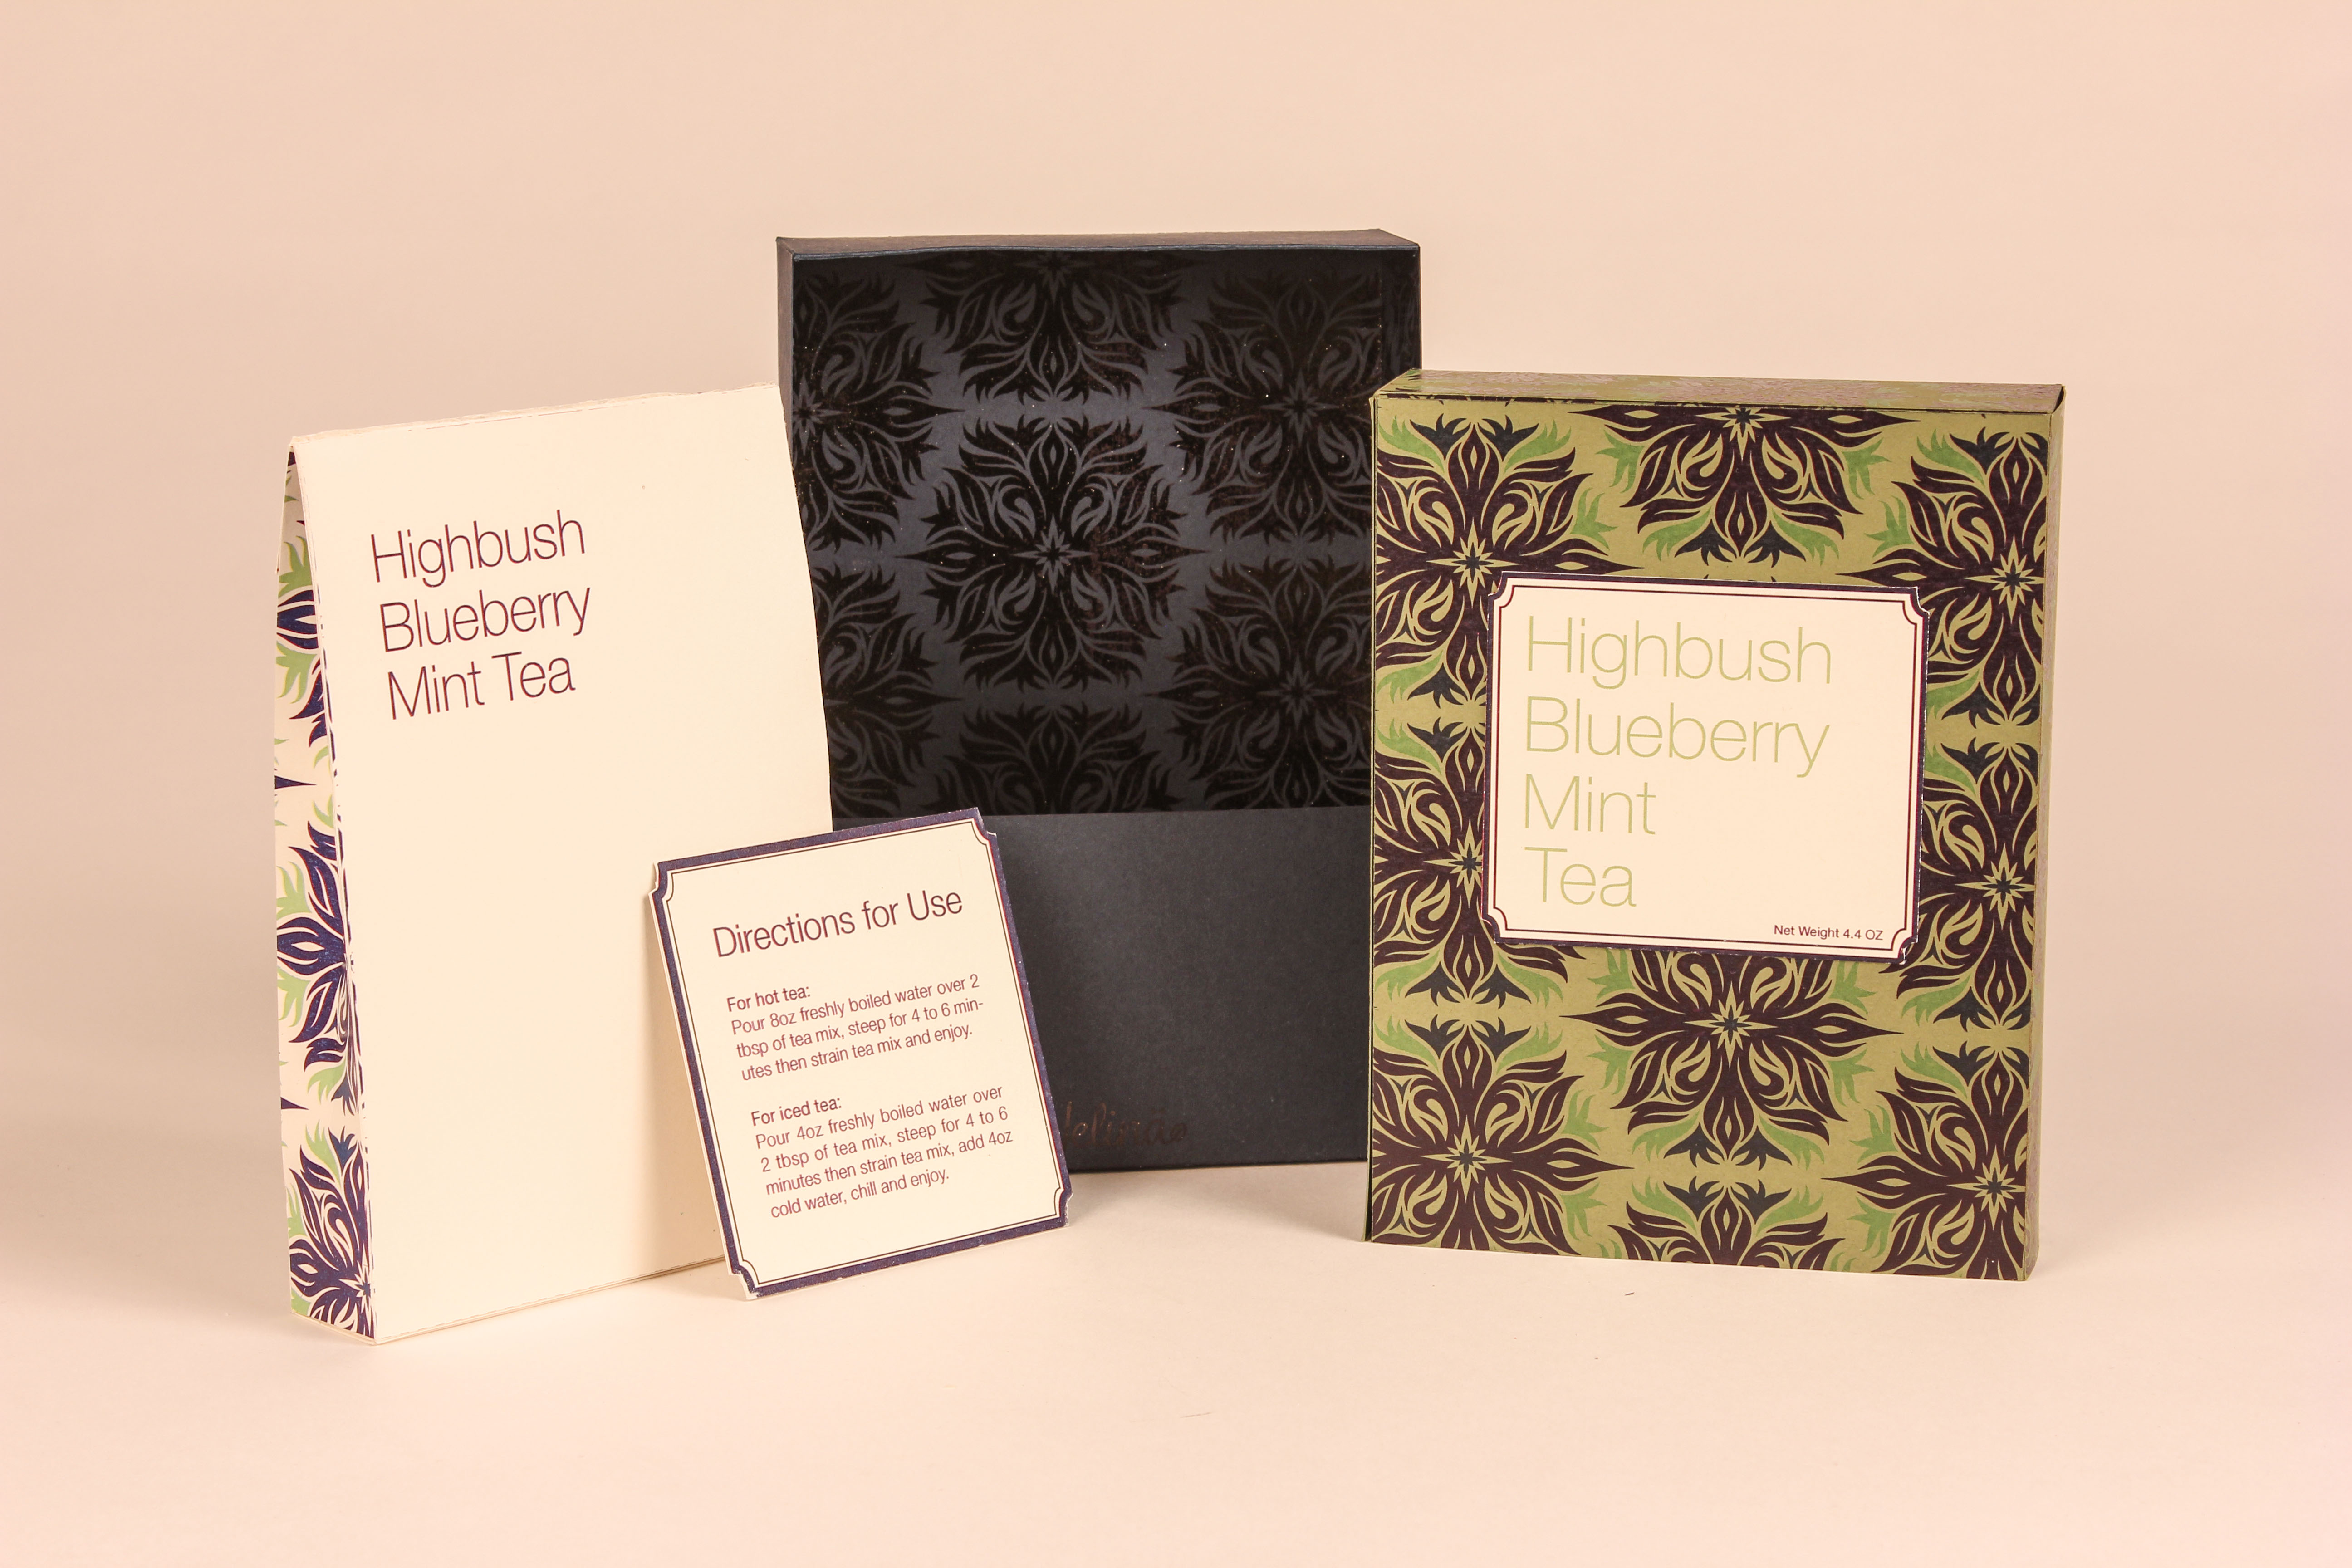 Highbush
Blueberry
Mint Tea
Directions for Use
For hot tea:
Pour 8oz freshly boiled water over 2
tbsp of tea mix, steep for 4 to 6 min-
utes then strain tea mix and enjoy.
For iced tea:
Pour 4oz freshly boiled water over
2 tbsp of tea mix, steep for 4 to 6
minutes then strain tea mix, add 4oz
cold water, chill and enjoy.
Highbush
Blueberry
Mint
Tea
Net Weight 4.4 OZ